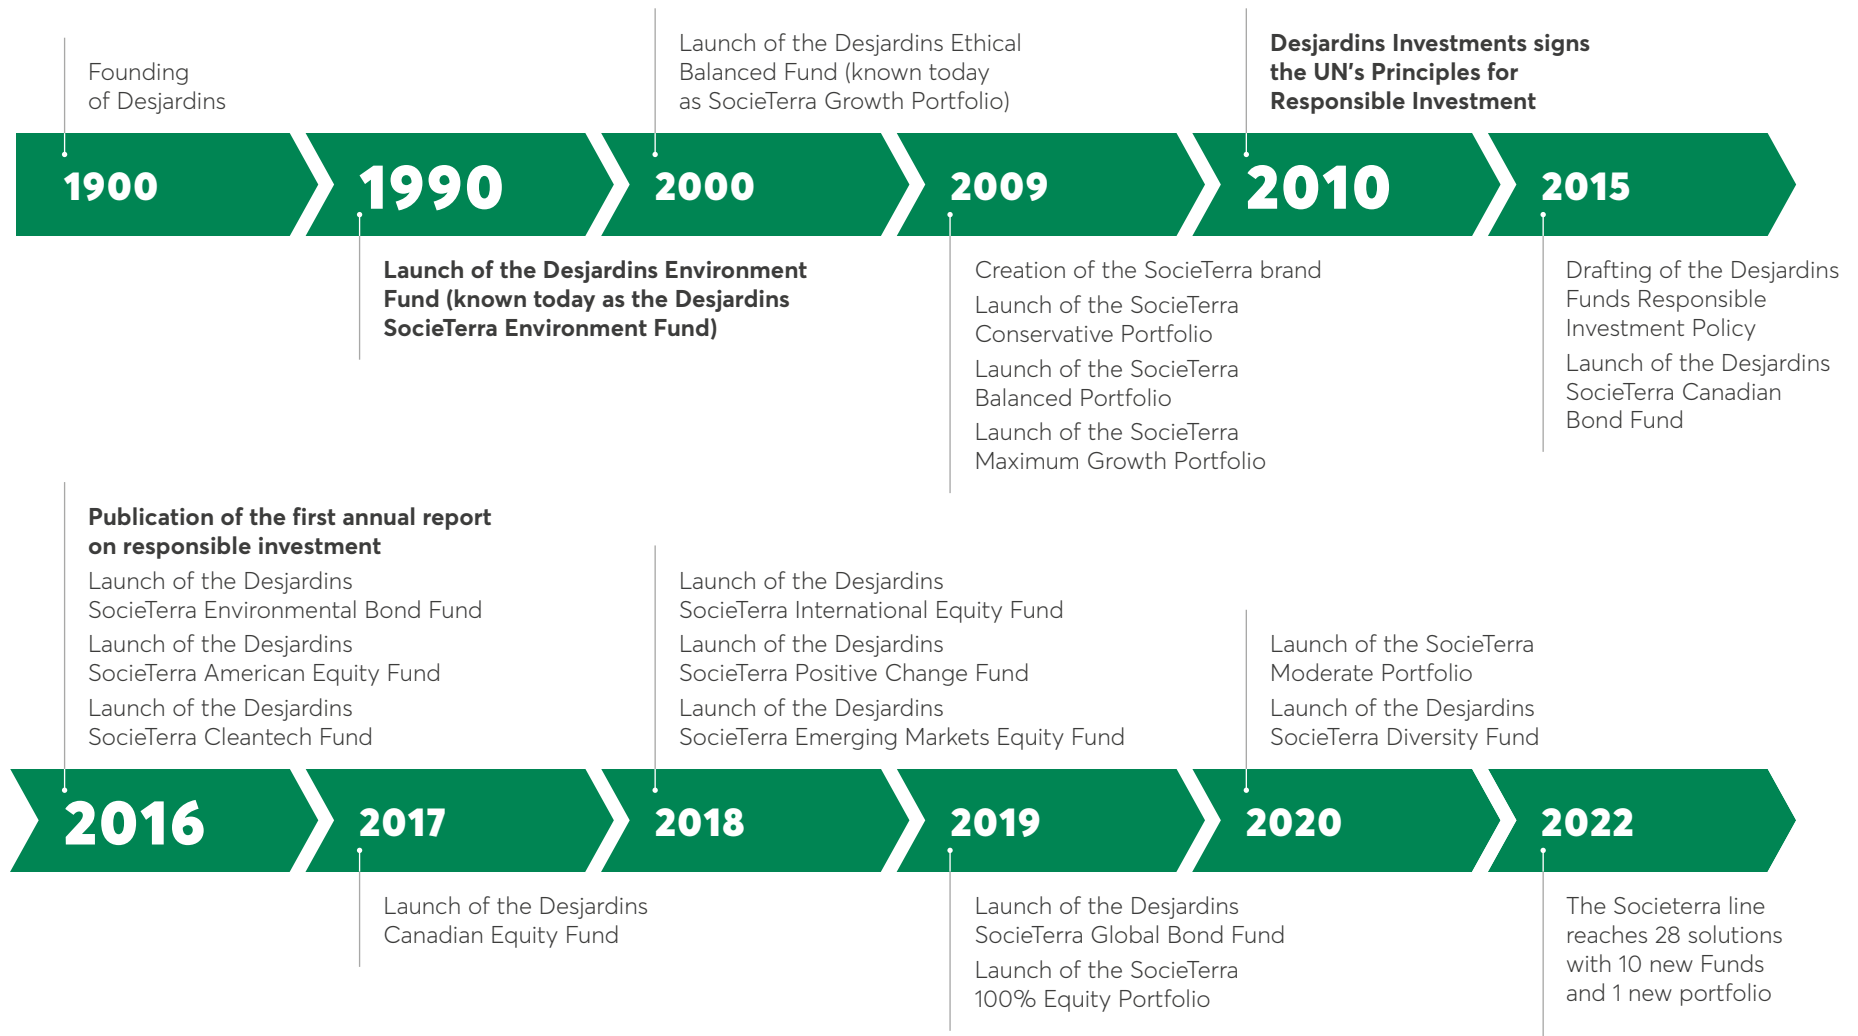 Founding
of Desjardins
Launch of the Desjardins Ethical
Balanced Fund (known today
as SocieTerra Growth Portfolio)
Desjardins Investments signs
the UN's Principles for
Responsible Investment
1900
1990
2000
2009
2010
2015
Launch of the Desjardins Environment
Fund (known today as the Desjardins
SocieTerra Environment Fund)
Creation of the SocieTerra brand
Launch of the SocieTerra
Conservative Portfolio
Launch of the SocieTerra
Balanced Portfolio
Launch of the SocieTerra
Maximum Growth Portfolio
Drafting of the Desjardins
Funds Responsible
Investment Policy
Launch of the Desjardins
SocieTerra Canadian
Bond Fund
Publication of the first annual report
on responsible investment
Launch of the Desjardins
SocieTerra Environmental Bond Fund
Launch of the Desjardins
SocieTerra American Equity Fund
Launch of the Desjardins
SocieTerra Cleantech Fund
Launch of the Desjardins
SocieTerra International Equity Fund
Launch of the Desjardins
SocieTerra Positive Change Fund
Launch of the Desjardins
SocieTerra Emerging Markets Equity Fund
Launch of the SocieTerra
Moderate Portfolio
Launch of the Desjardins
SocieTerra Diversity Fund
2016
2017
2018
2019
2020
2022
Launch of the Desjardins
Canadian Equity Fund
Launch of the Desjardins
SocieTerra Global Bond Fund
Launch of the SocieTerra
100% Equity Portfolio
The Societerra line
reaches 28 solutions
with 10 new Funds
and 1 new portfolio